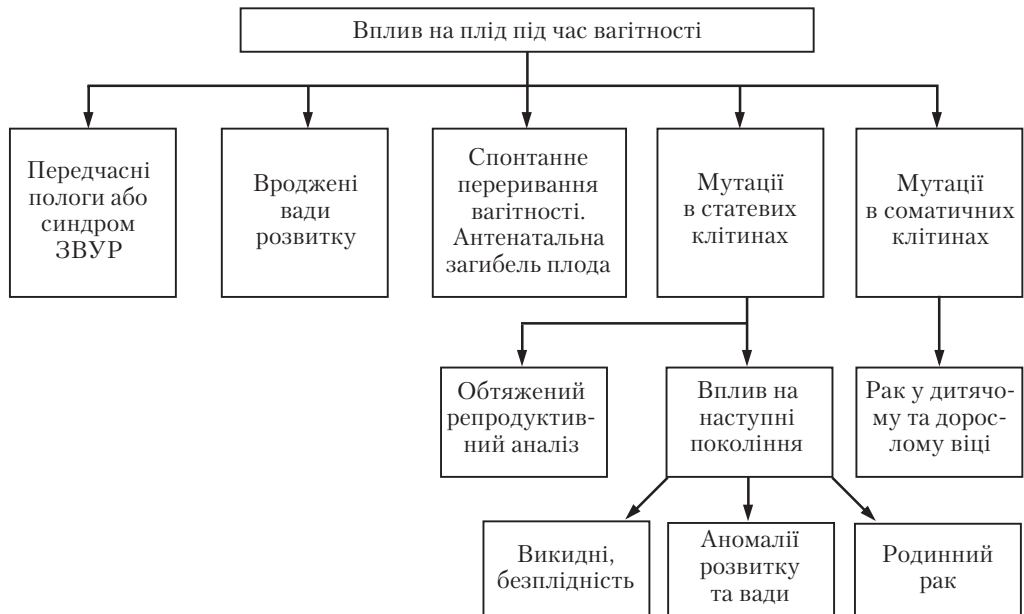 Вплив на плід під час вагітності
Передчасні
пологи або
синдром
ЗВУР
Вроджені
вади
розвитку
Спонтанне
переривання
вагітності.
Антенатальна
загибель плода
Мутації
в статевих
клітинах
Мутації
в соматичних
клітинах
Обтяжений
репродуктив-
ний аналіз
Вплив на
наступні
покоління
Рак у дитячо-
му та дорос-
лому віці
Викидні,
безплідність
Аномалії
розвитку
та вади
Родинний
рак